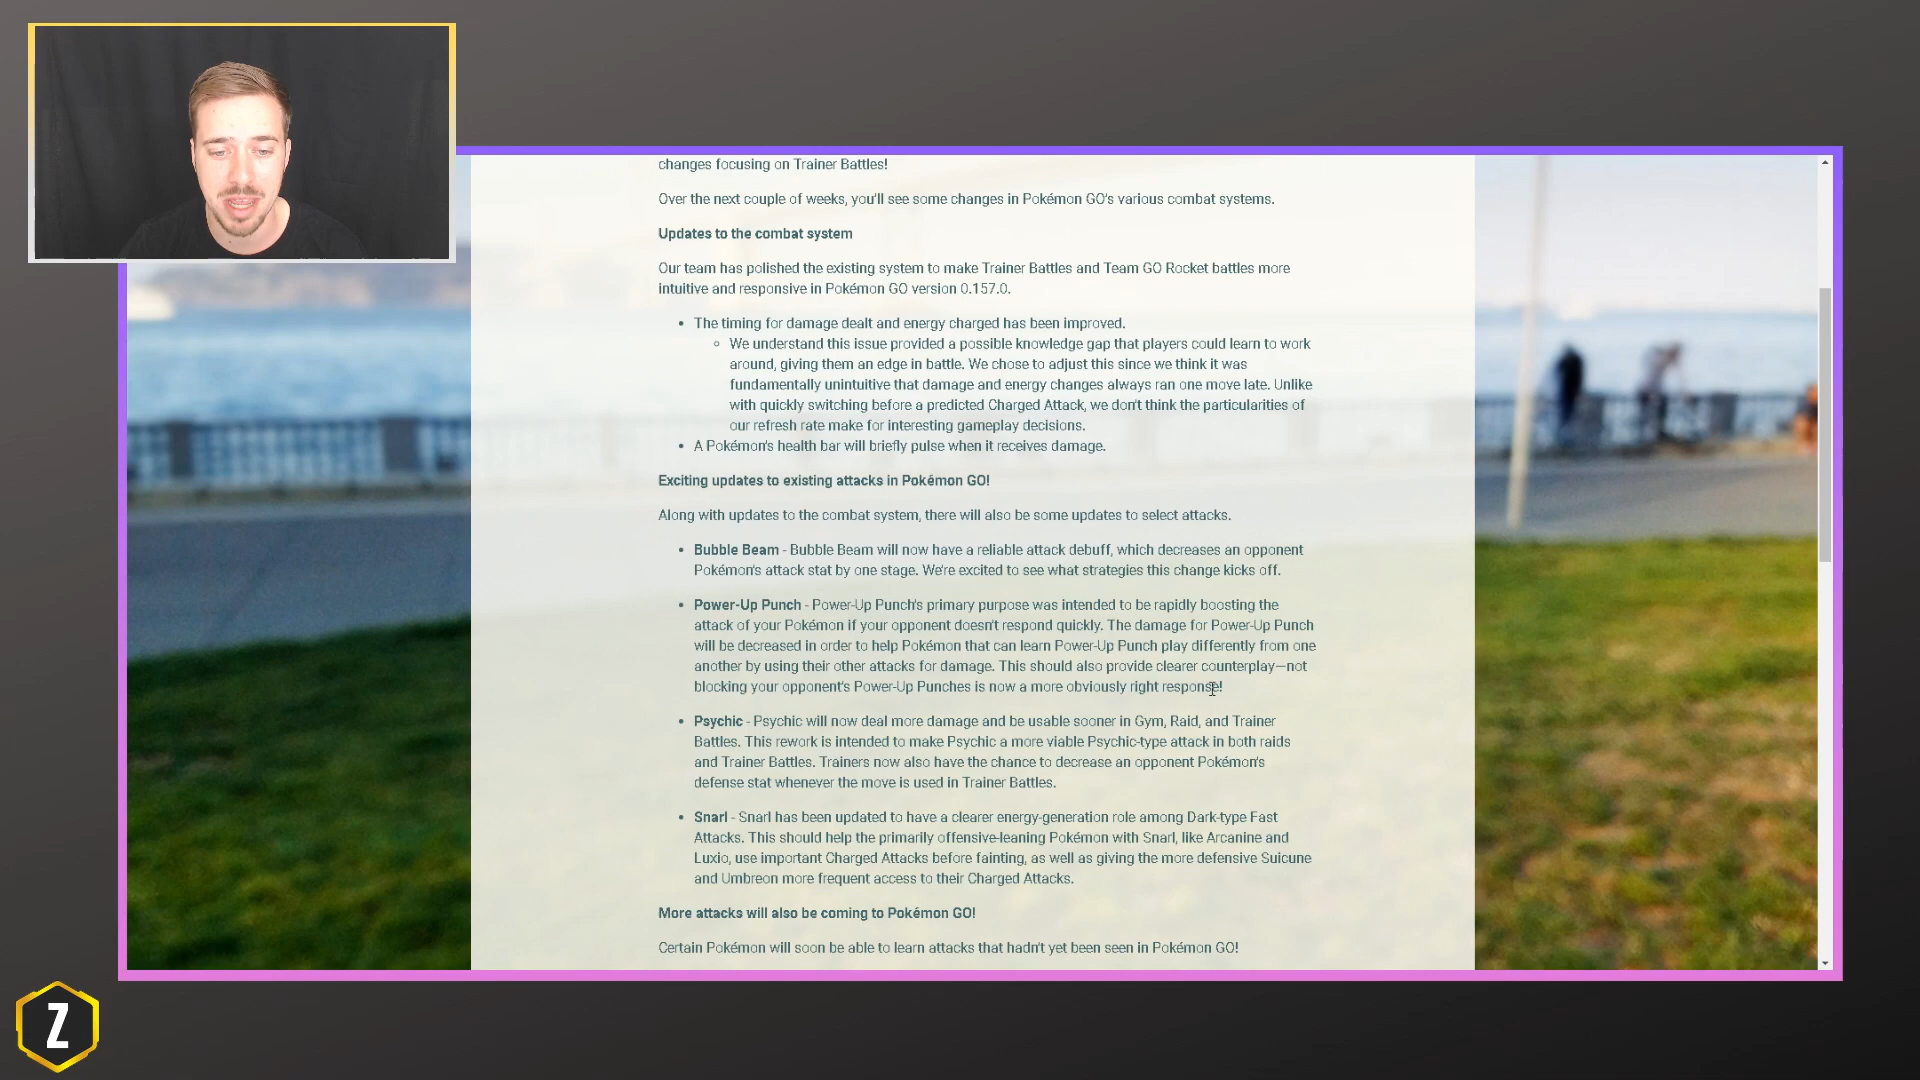 changes focusing on Trainer Battles!
Over the next couple of weeks, you'll see some changes in Pokémon GO's various combat systems.
Updates to the combat system
Our team has polished the existing system to make Trainer Battles and Team GO Rocket battles more
intuitive and responsive in Pokémon GO version 0.157.0.
• The timing for damage dealt and energy charged has been improved.
○ We understand this issue provided a possible knowledge gap that players could learn to work
around, giving them an edge in battle. We chose to adjust this since we think it was
fundamentally unintuitive that damage and energy changes always ran one move late. Unlike
with quickly switching before a predicted Charged Attack, we don't think the particularities of
our refresh rate make for interesting gameplay decisions.
• A Pokémon's health bar will briefly pulse when it receives damage.
Exciting updates to existing attacks in Pokémon GO!
Along with updates to the combat system, there will also be some updates to select attacks.
• Bubble Beam - Bubble Beam will now have a reliable attack debuff, which decreases an opponent
Pokémon's attack stat by one stage. We're excited to see what strategies this change kicks off.
• Power-Up Punch - Power-Up Punch's primary purpose was intended to be rapidly boosting the
attack of your Pokémon if your opponent doesn't respond quickly. The damage for Power-Up Punch
will be decreased in order to help Pokémon that can learn Power-Up Punch play differently from one
another by using their other attacks for damage. This should also provide clearer counterplay—not
blocking your opponent's Power-Up Punches is now a more obviously right response!
• Psychic - Psychic will now deal more damage and be usable sooner in Gym, Raid, and Trainer
Battles. This rework is intended to make Psychic a more viable Psychic-type attack in both raids
and Trainer Battles. Trainers now also have the chance to decrease an opponent Pokémon's
defense stat whenever the move is used in Trainer Battles.
• Snarl - Snarl has been updated to have a clearer energy-generation role among Dark-type Fast
Attacks. This should help the primarily offensive-leaning Pokémon with Snarl, like Arcanine and
Luxio, use important Charged Attacks before fainting, as well as giving the more defensive Suicune
and Umbreon more frequent access to their Charged Attacks.
More attacks will also be coming to Pokémon GO!
Certain Pokémon will soon be able to learn attacks that hadn't yet been seen in Pokémon GO!
Z